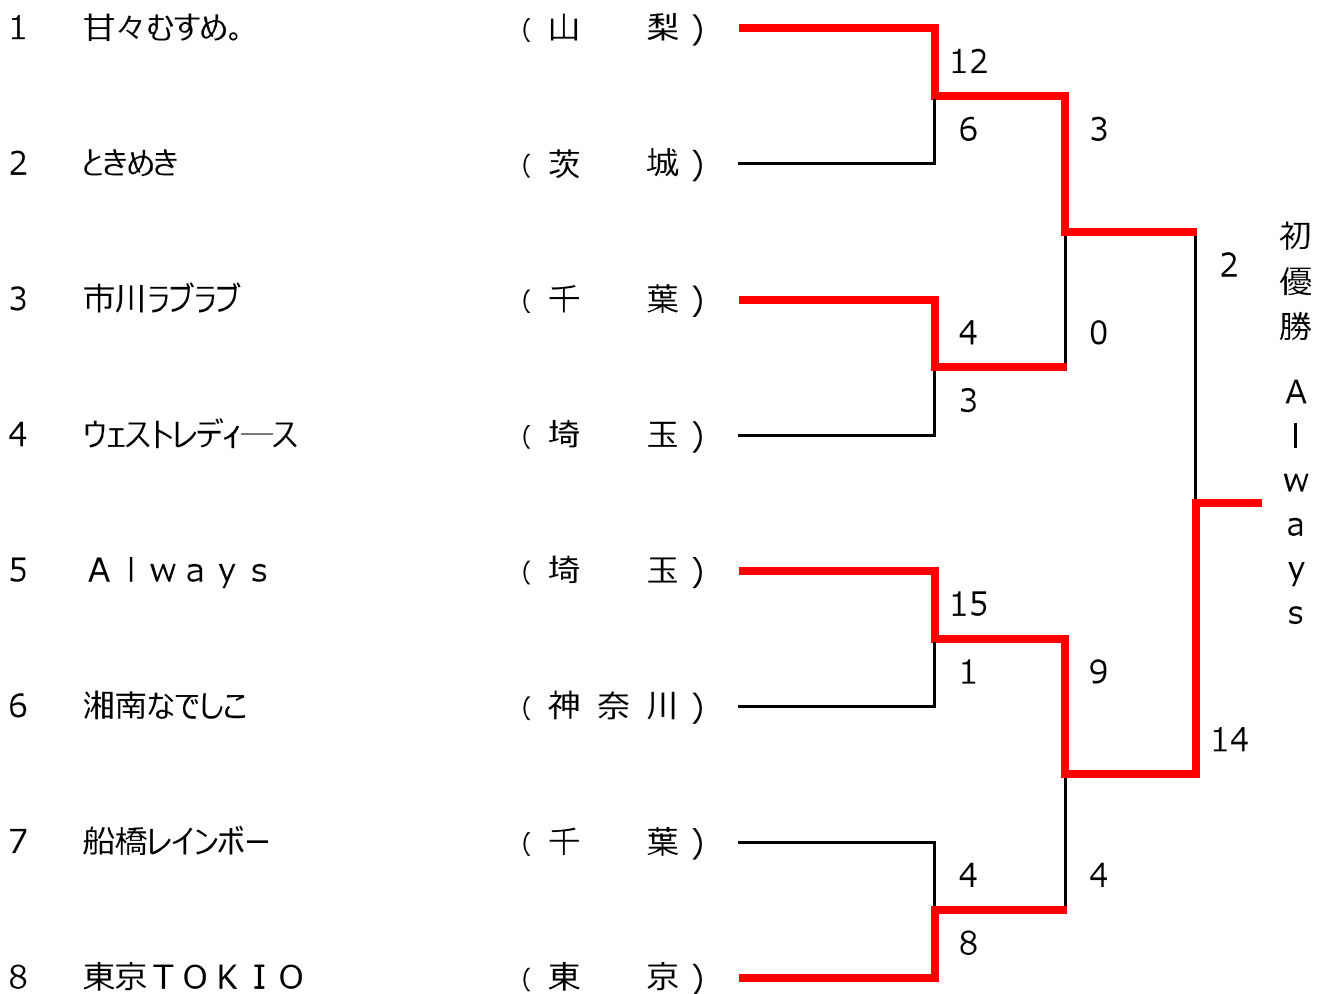 1 甘々むすめ。 (山 梨)
12
6
3
2 ときめき (茨 城)
2
3 市川ラブラブ (千 葉)
4
0
3
4 ウェストレディース (埼 玉)
5 Always (埼 玉)
15
1
9
6 湘南なでしこ (神奈川)
14
7 船橋レインボー (千 葉)
4
4
8
8 東京TOKIO (東 京)
初優勝 Always